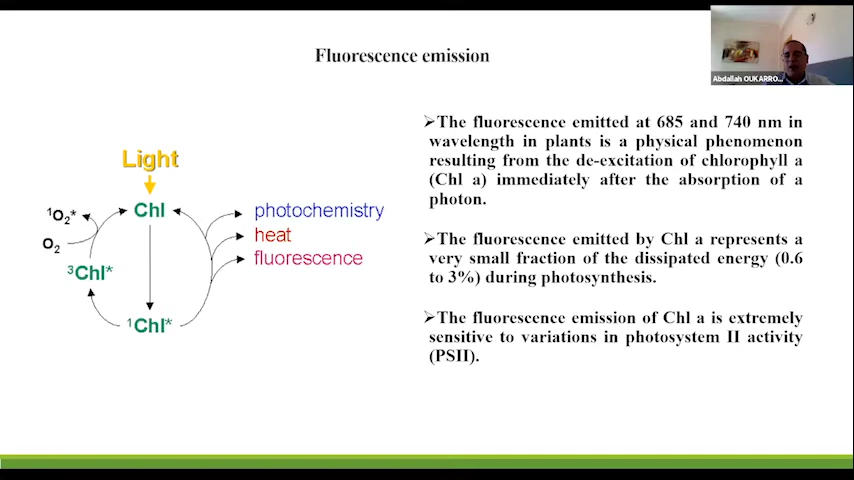 Fluorescence emission
Abdallah OUKARRO...
Light
Chl
¹O₂*
O₂
³Chl*
¹Chl*
photochemistry
heat
fluorescence
➢The fluorescence emitted at 685 and 740 nm in
wavelength in plants is a physical phenomenon
resulting from the de-excitation of chlorophyll a
(Chl a) immediately after the absorption of a
photon.
➢The fluorescence emitted by Chl a represents a
very small fraction of the dissipated energy (0.6
to 3%) during photosynthesis.
➢The fluorescence emission of Chl a is extremely
sensitive to variations in photosystem II activity
(PSII).